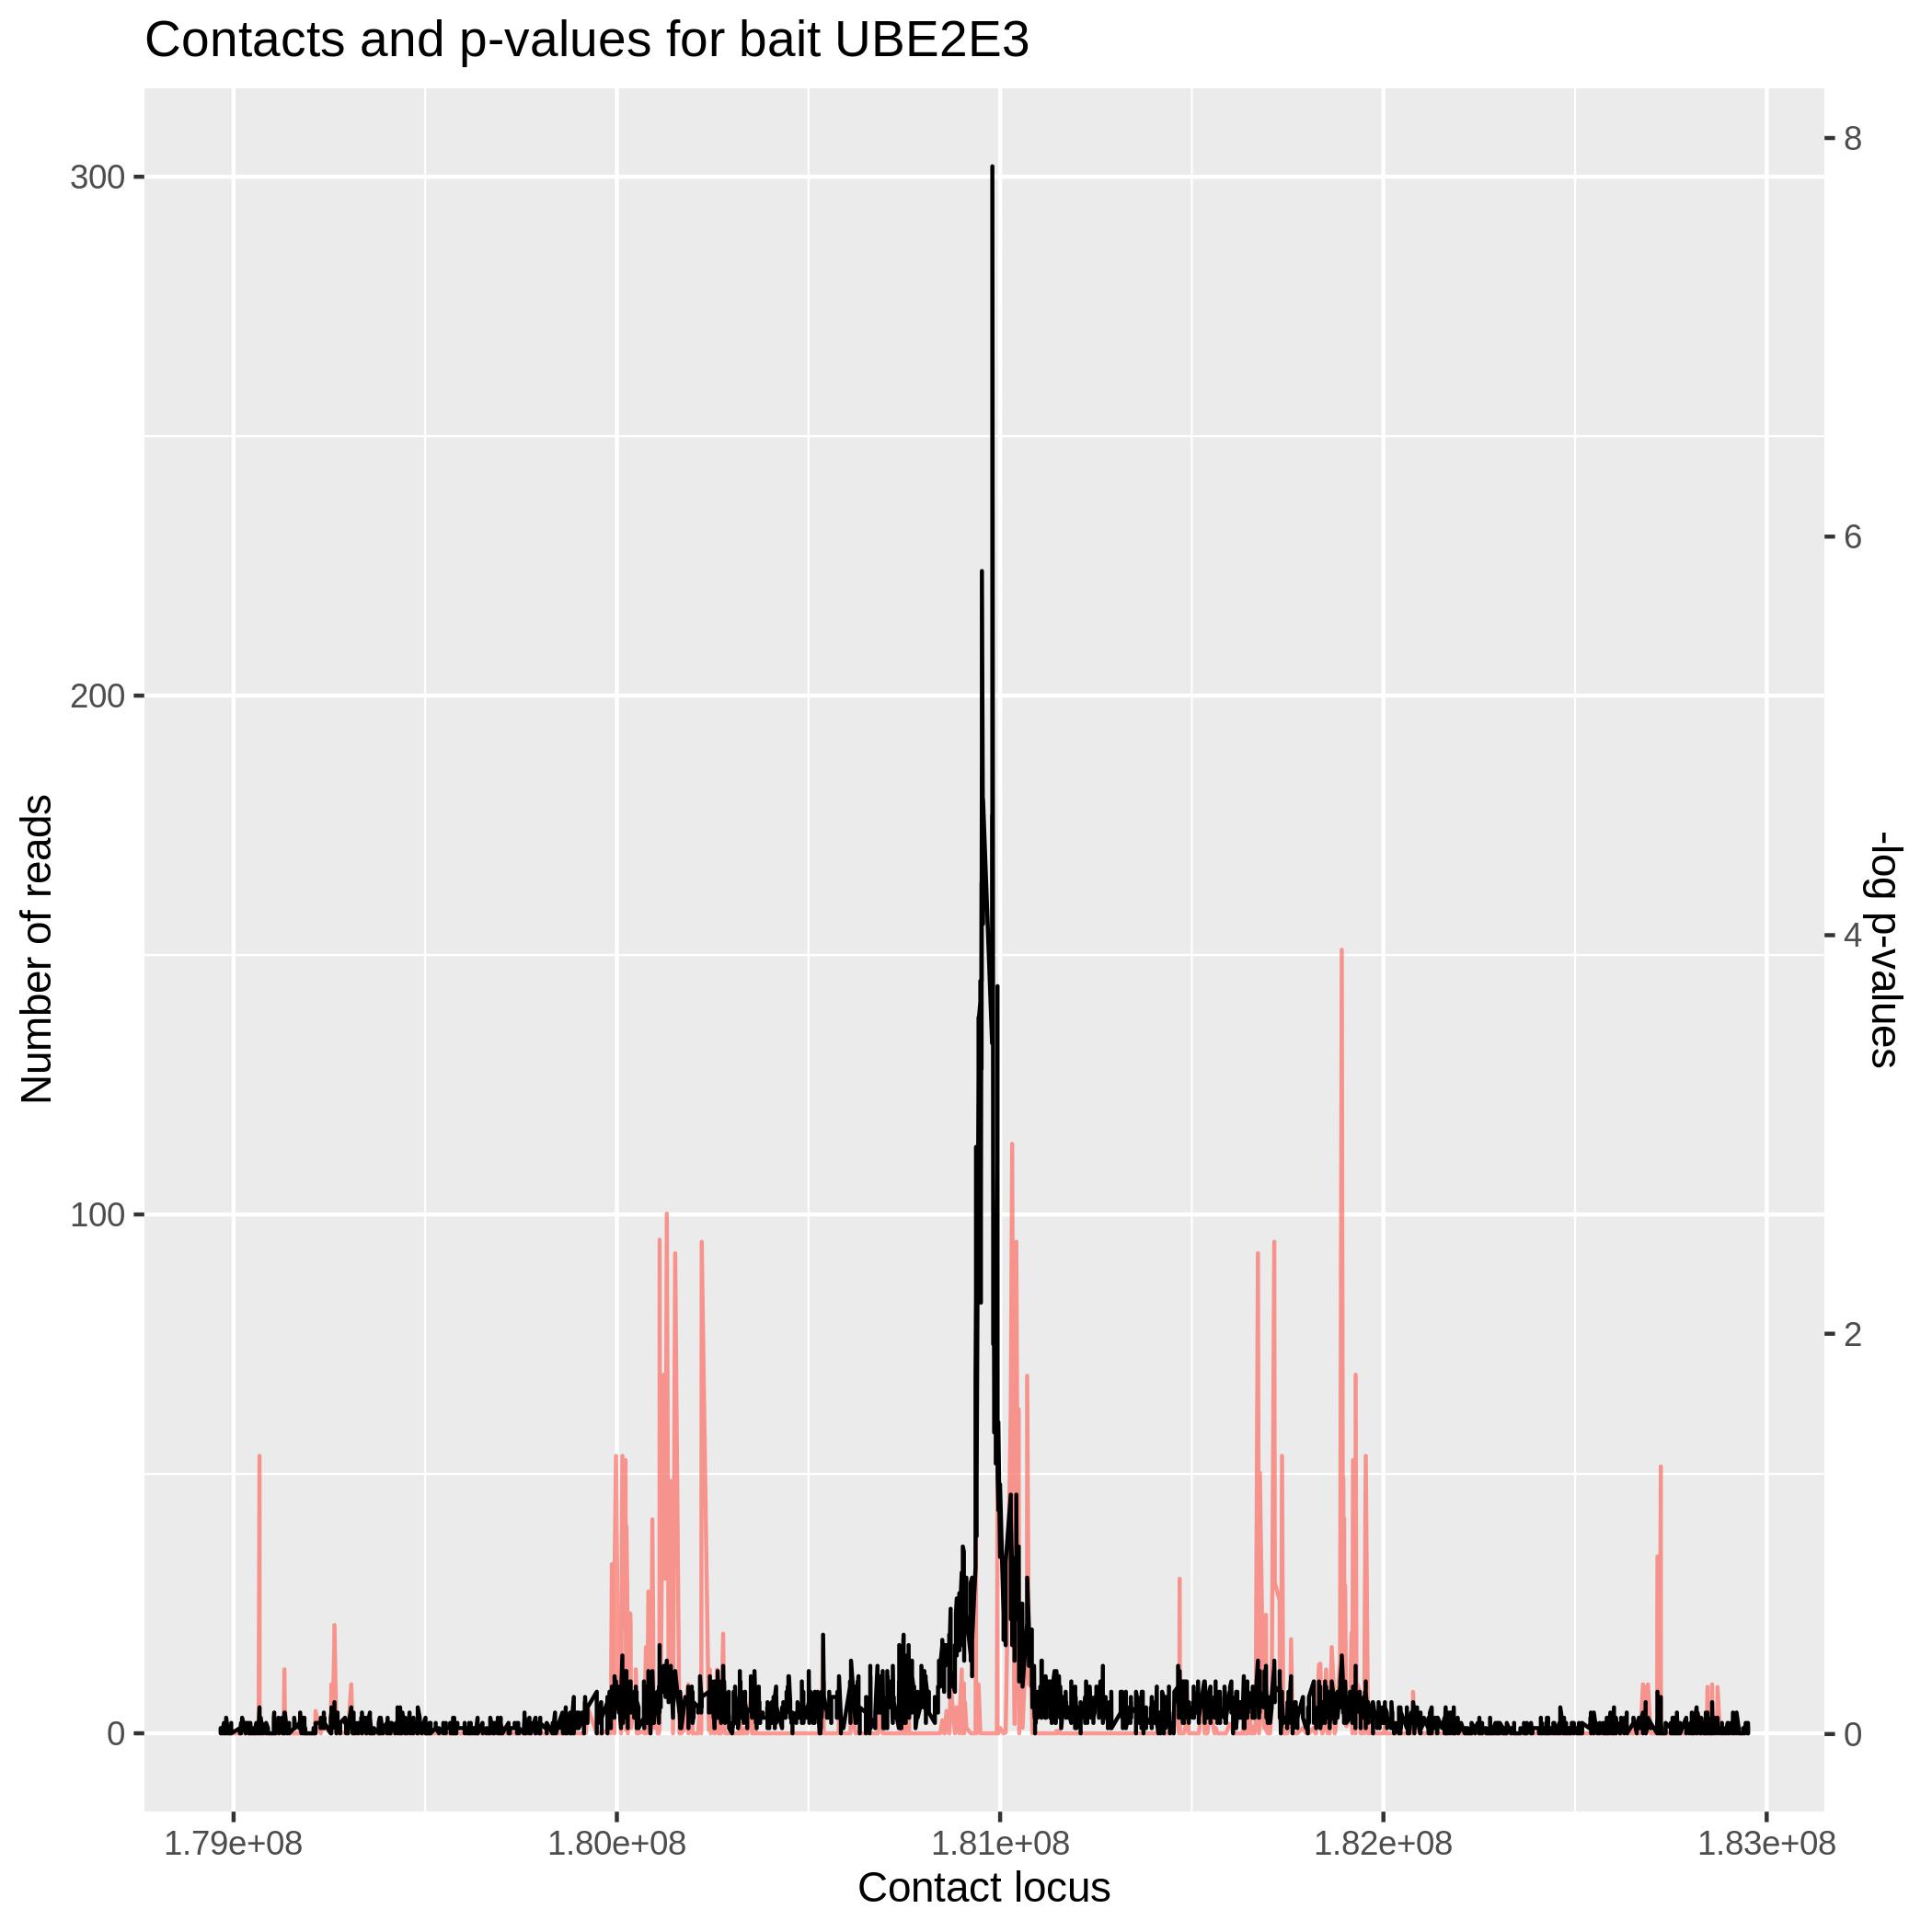 Contacts and p-values for bait UBE2E3
Number of reads
300
200
100
0
8
6
4
2
0
-log p-values
1.79e+08 1.80e+08 1.81e+08 1.82e+08 1.83e+08
Contact locus